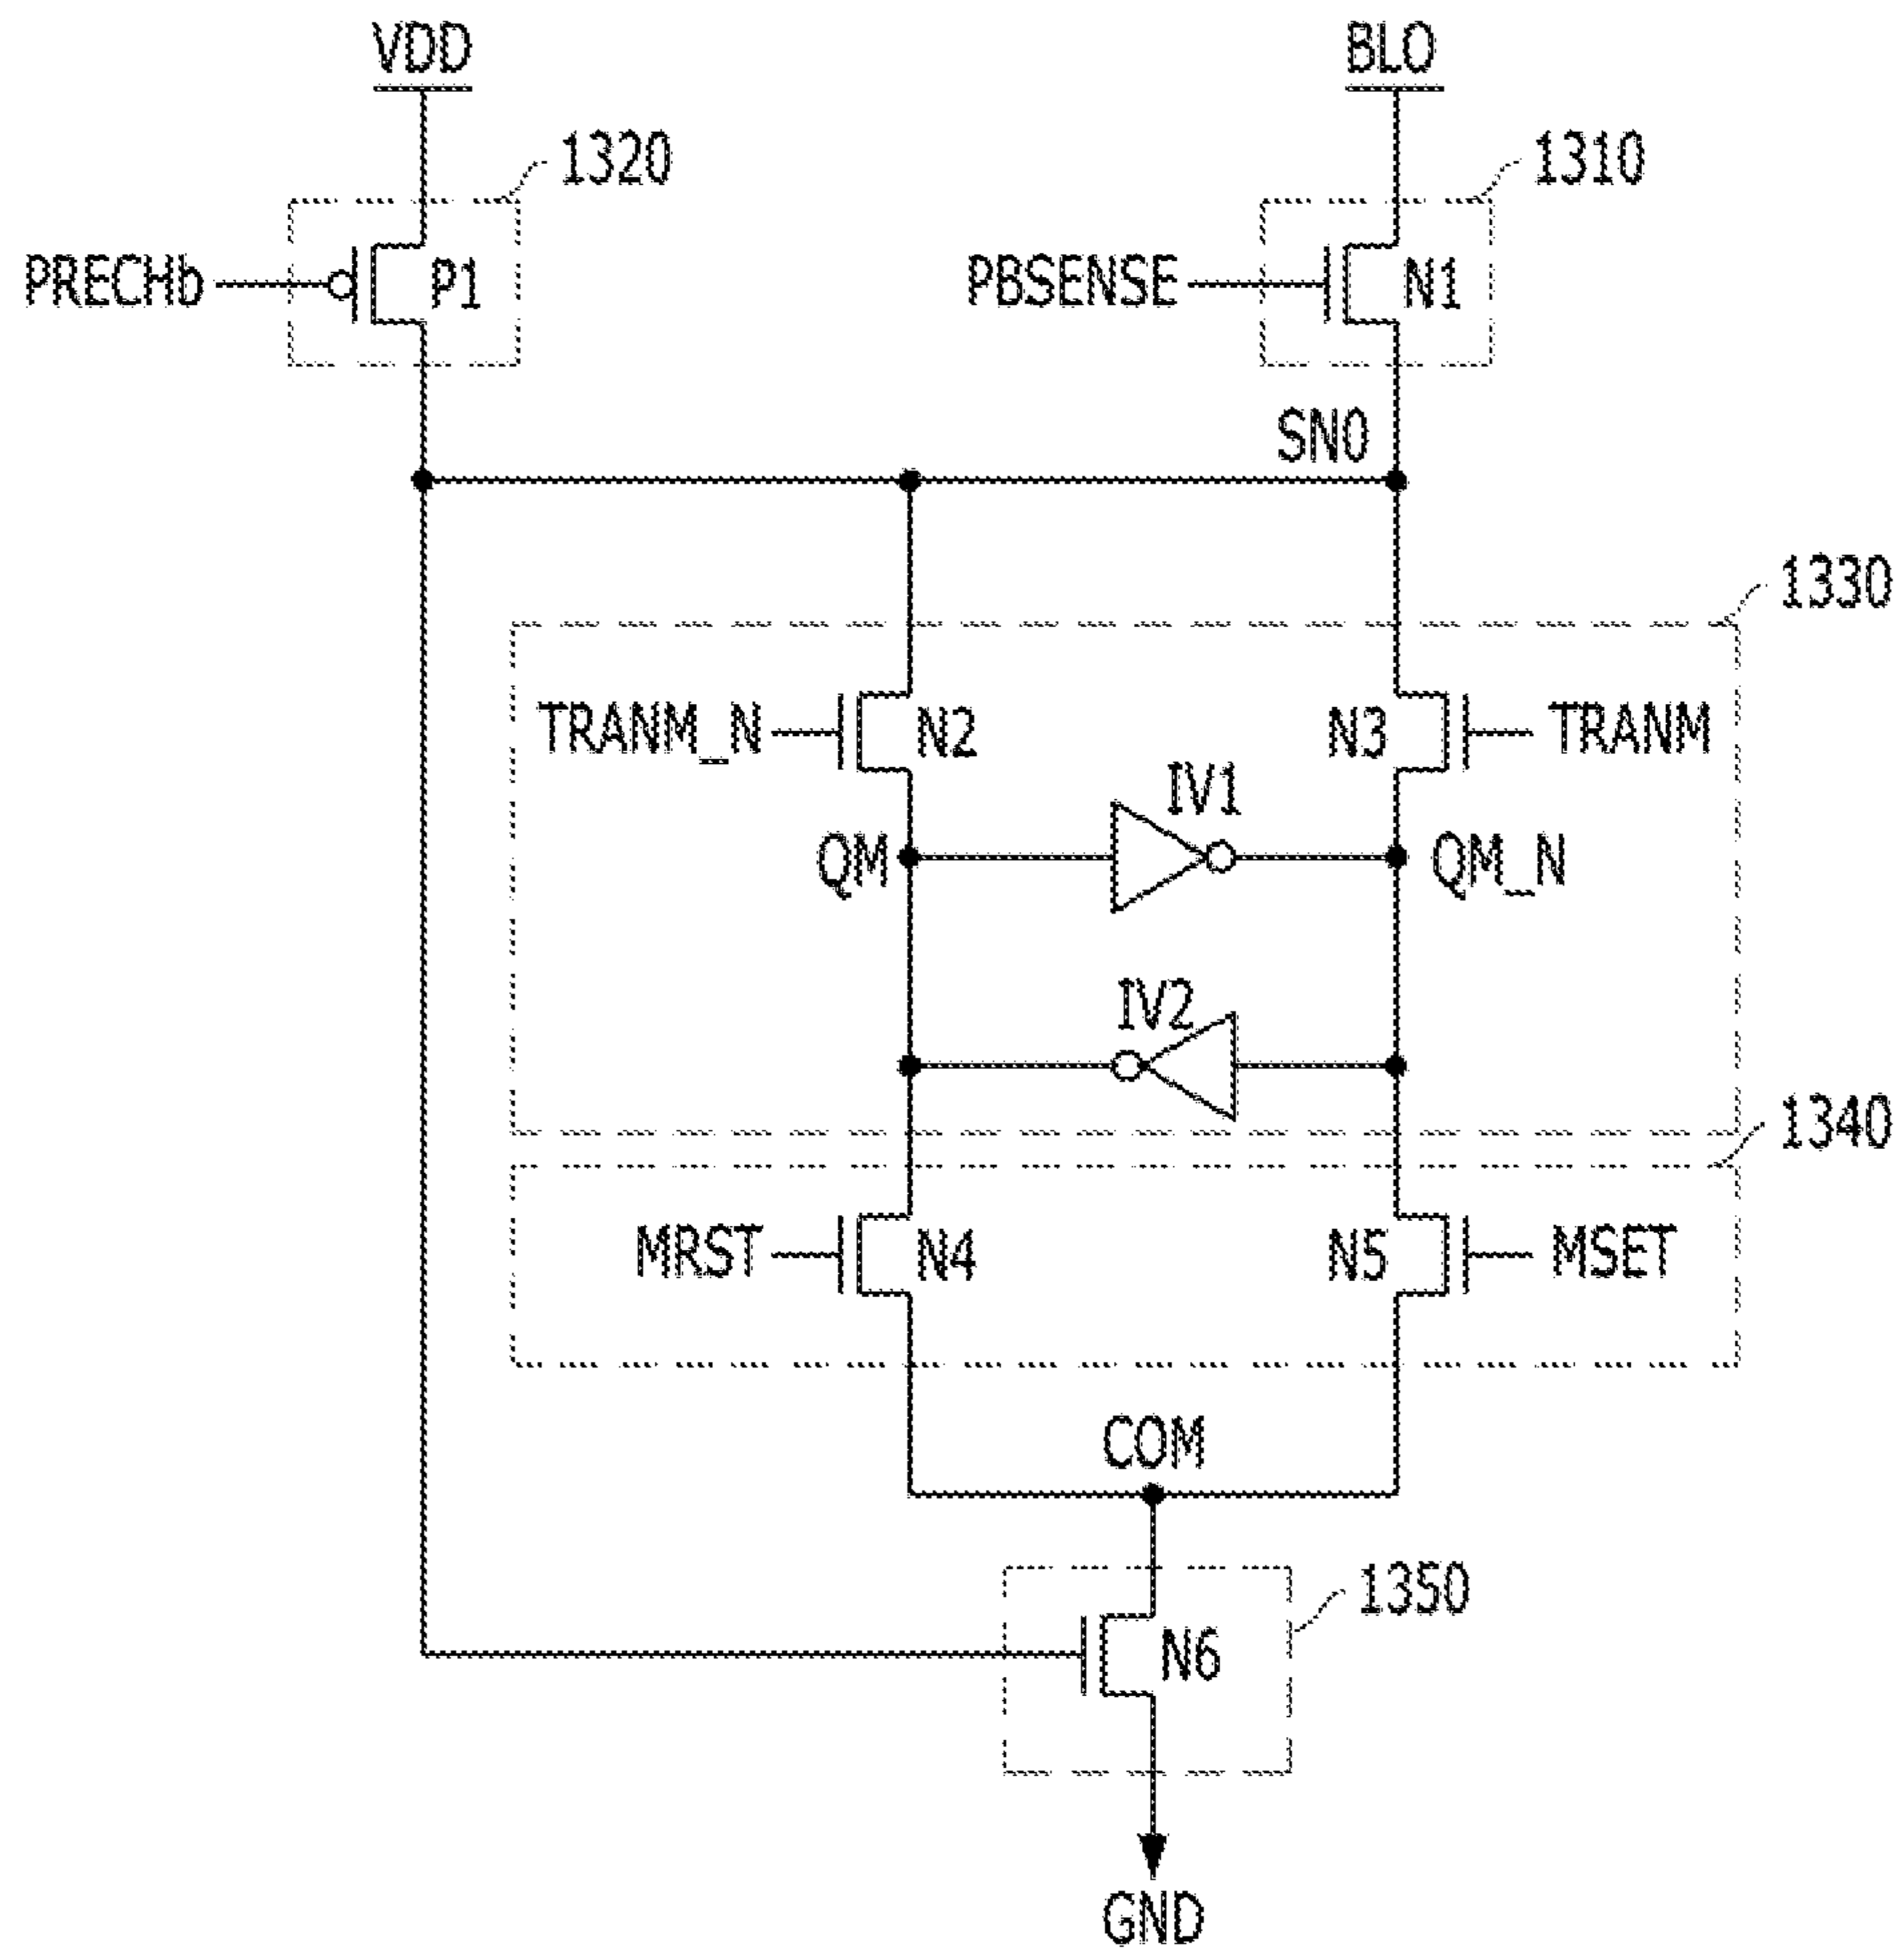 VDD
BLO
1320
1310
PRECHb
P1
PBSENSE
N1
SN0
1330
TRANM_N
N2
N3
TRANM
IV1
QM
QM_N
IV2
1340
MRST
N4
N5
MSET
COM
1350
N6
GND